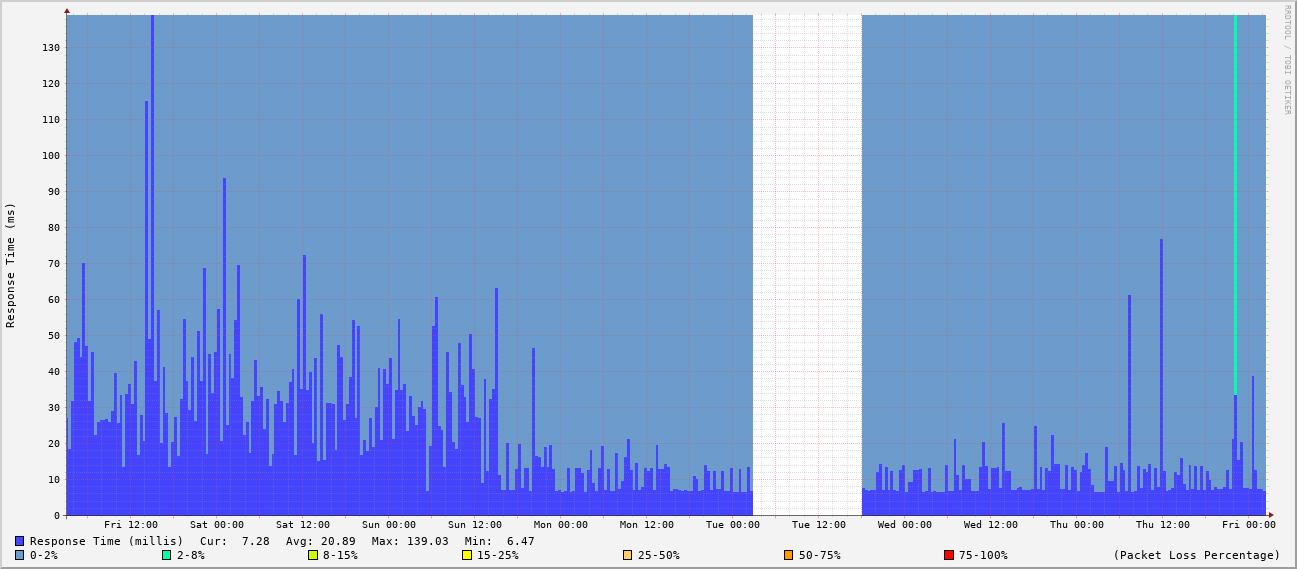 RRDTOOL / TOBI OETIKER
Response Time (ms)
130
120
110
100
90
80
70
60
50
40
30
20
10
0
Fri 12:00 Sat 00:00 Sat 12:00 Sun 00:00 Sun 12:00 Mon 00:00 Mon 12:00 Tue 00:00 Tue 12:00 Wed 00:00 Wed 12:00 Thu 00:00 Thu 12:00 Fri 00:00
Response Time (millis) Cur: 7.28 Avg: 20.89 Max: 139.03 Min: 6.47
0-2% 2-8% 8-15% 15-25% 25-50% 50-75% 75-100% (Packet Loss Percentage)